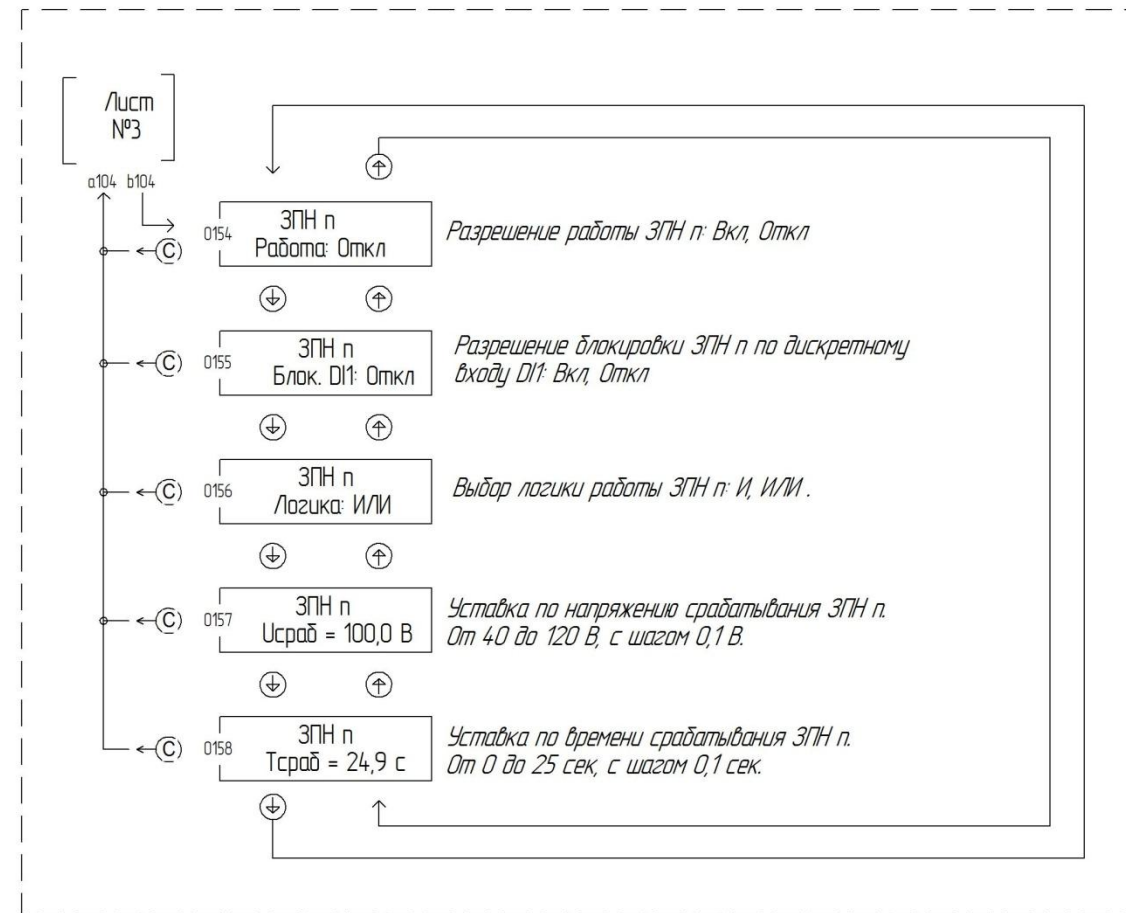 Лист
№3
a104 b104
0154
ЗПН n
Работа: Откл
Разрешение работы ЗПН n: Вкл, Откл
C
0155
ЗПН n
Блок. DI1: Откл
Разрешение блокировки ЗПН n по дискретному
входу DI1: Вкл, Откл
C
0156
ЗПН n
Логика: ИЛИ
Выбор логики работы ЗПН n: И, ИЛИ .
C
0157
ЗПН n
Uсраб = 100,0 В
Уставка по напряжению срабатывания ЗПН n.
От 40 до 120 В, с шагом 0,1 В.
C
0158
ЗПН n
Tсраб = 24,9 с
Уставка по времени срабатывания ЗПН n.
От 0 до 25 сек, с шагом 0,1 сек.
C